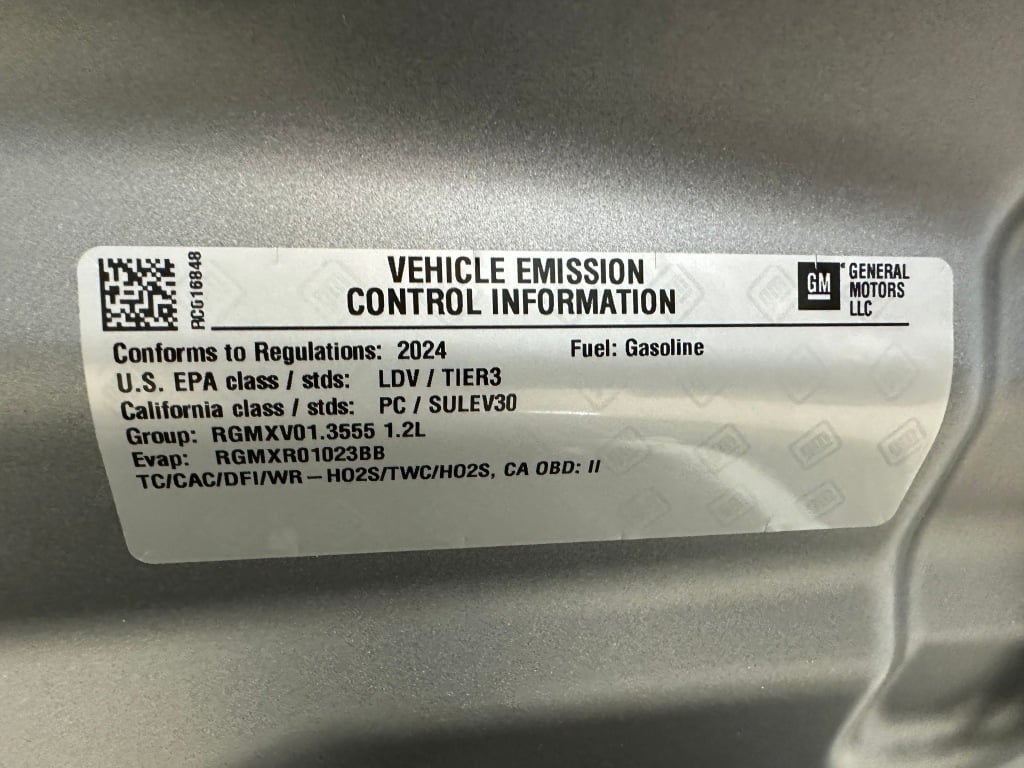 RCG16848
VEHICLE EMISSION
CONTROL INFORMATION
GM
GENERAL
MOTORS
LLC
Conforms to Regulations: 2024 Fuel: Gasoline
U.S. EPA class / stds: LDV / TIER3
California class / stds: PC / SULEV30
Group: RGMXV01.3555 1.2L
Evap: RGMXR01023BB
TC/CAC/DFI/WR-HO2S/TWC/HO2S, CA OBD: II